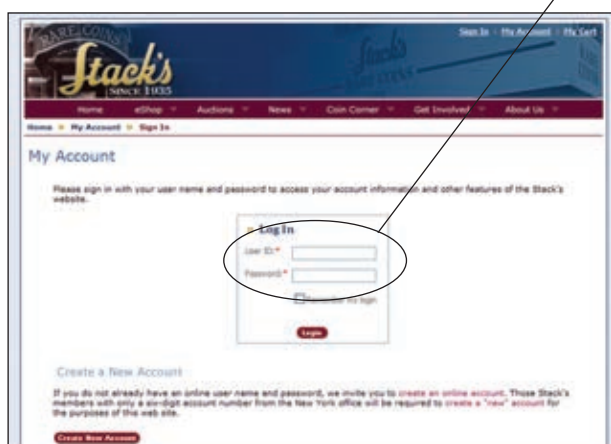 Sign In | My Account | My Cart
RARE COINS
Stack's
SINCE 1935
Home eShop Auctions News Coin Corner Get Involved About Us
Home » My Account » Sign In
My Account
Please sign in with your user name and password to access your account information and other features of the Stack's
website.
» Log In
User ID:*
Password:*
Login
Create a New Account
If you do not already have an online user name and password, we invite you to create an online account. Those Stack's
members with only a six-digit account number from the New York office will be required to create a "new" account for
the purposes of this web site.
Create New Account